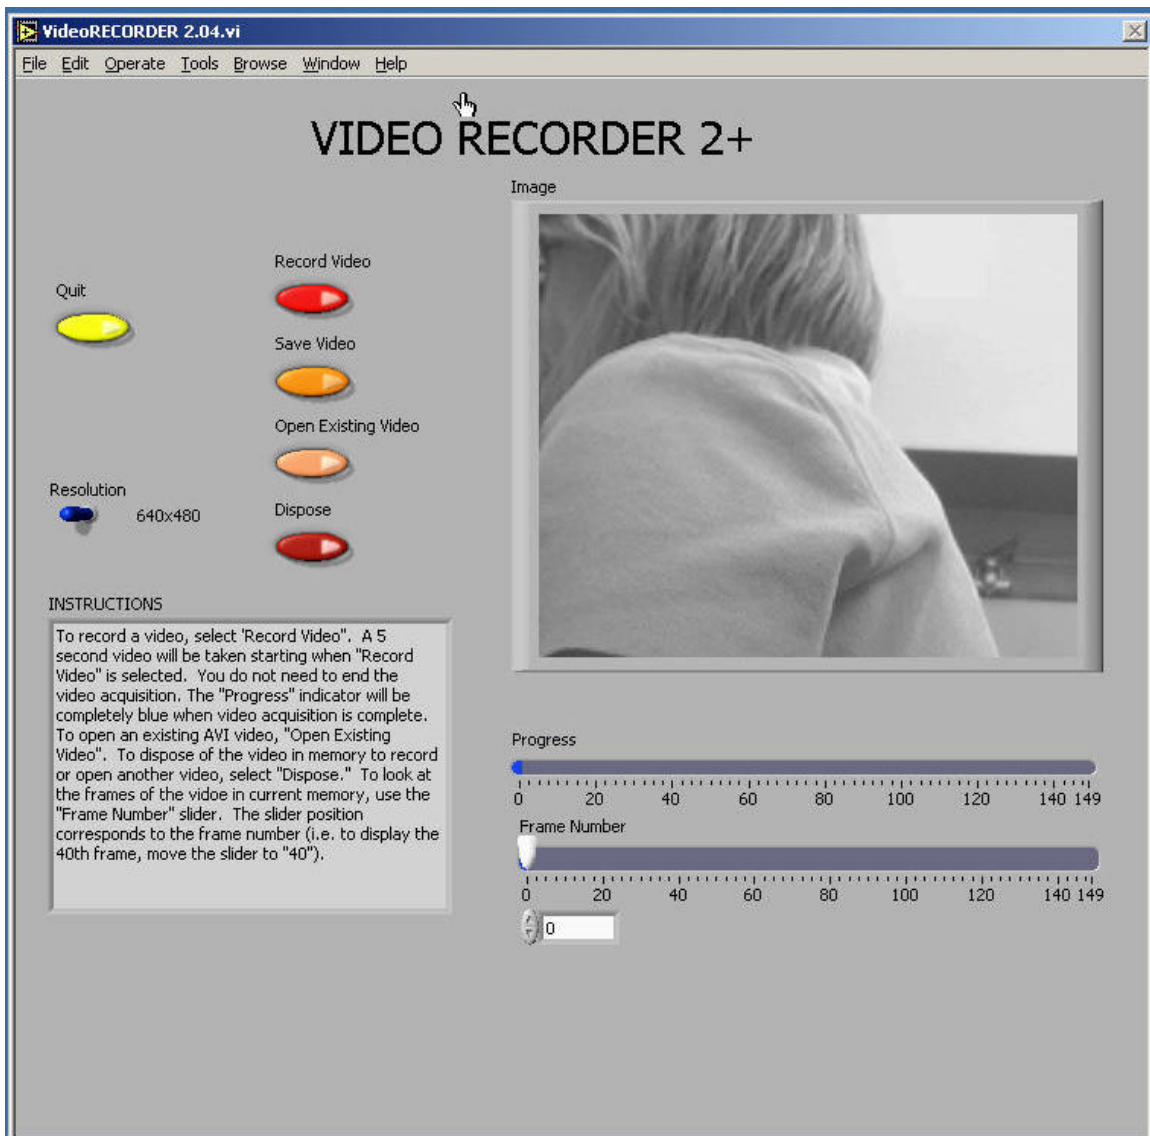 VideoRECORDER 2.04.vi
File Edit Operate Tools Browse Window Help
VIDEO RECORDER 2+
Image
Record Video
Quit
Save Video
Open Existing Video
Resolution
640x480
Dispose
INSTRUCTIONS
To record a video, select 'Record Video". A 5
second video will be taken starting when "Record
Video" is selected. You do not need to end the
video acquisition. The "Progress" indicator will be
completely blue when video acquisition is complete.
To open an existing AVI video, "Open Existing
Video". To dispose of the video in memory to record
or open another video, select "Dispose." To look at
the frames of the vidoe in current memory, use the
"Frame Number" slider. The slider position
corresponds to the frame number (i.e. to display the
40th frame, move the slider to "40").
Progress
0 20 40 60 80 100 120 140 149
Frame Number
0 20 40 60 80 100 120 140 149
0